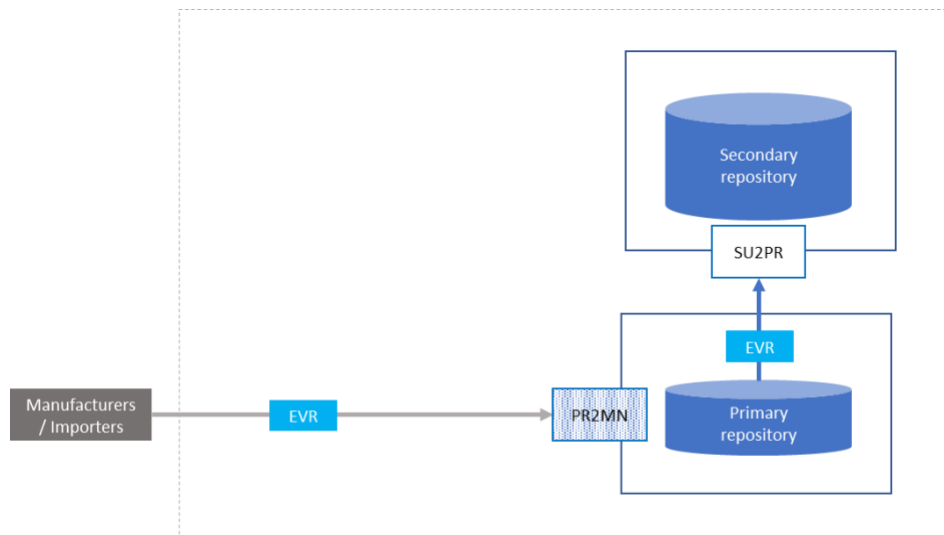 Secondary
repository
SU2PR
EVR
Manufacturers
/ Importers
EVR
PR2MN
Primary
repository